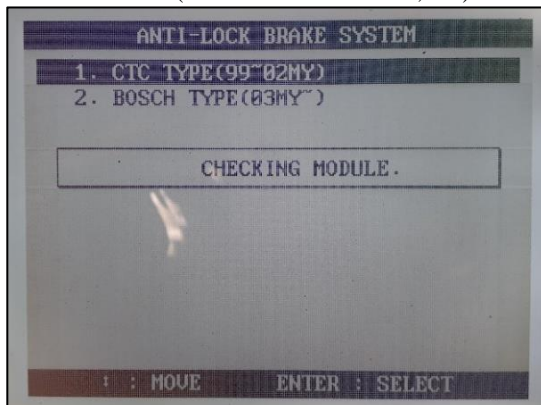 ANTI-LOCK BRAKE SYSTEM
1. CTC TYPE(99~02MY)
2. BOSCH TYPE(03MY~)
CHECKING MODULE.
: MOVE ENTER : SELECT